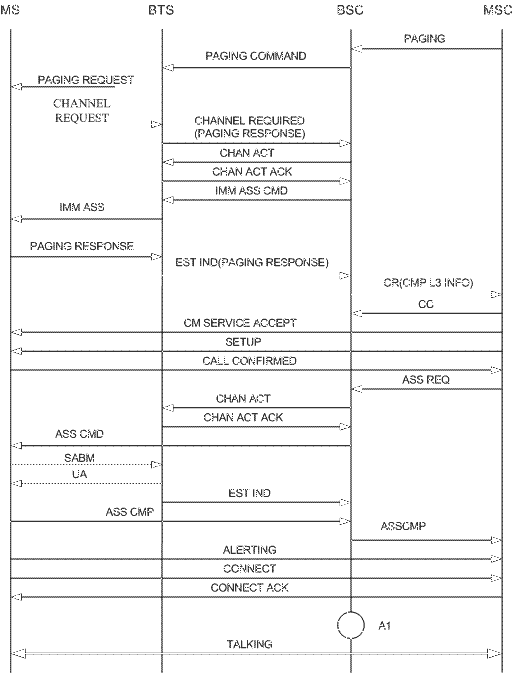 MS BTS BSC MSC
PAGING
PAGING COMMAND
PAGING REQUEST
CHANNEL
REQUEST
CHANNEL REQUIRED
(PAGING RESPONSE)
CHAN ACT
CHAN ACT ACK
IMM ASS CMD
IMM ASS
PAGING RESPONSE
EST IND(PAGING RESPONSE)
CR(CMP L3 INFO)
CC
CM SERVICE ACCEPT
SETUP
CALL CONFIRMED
ASS REQ
CHAN ACT
CHAN ACT ACK
ASS CMD
SABM
UA
EST IND
ASS CMP
ASSCMP
ALERTING
CONNECT
CONNECT ACK
A1
TALKING